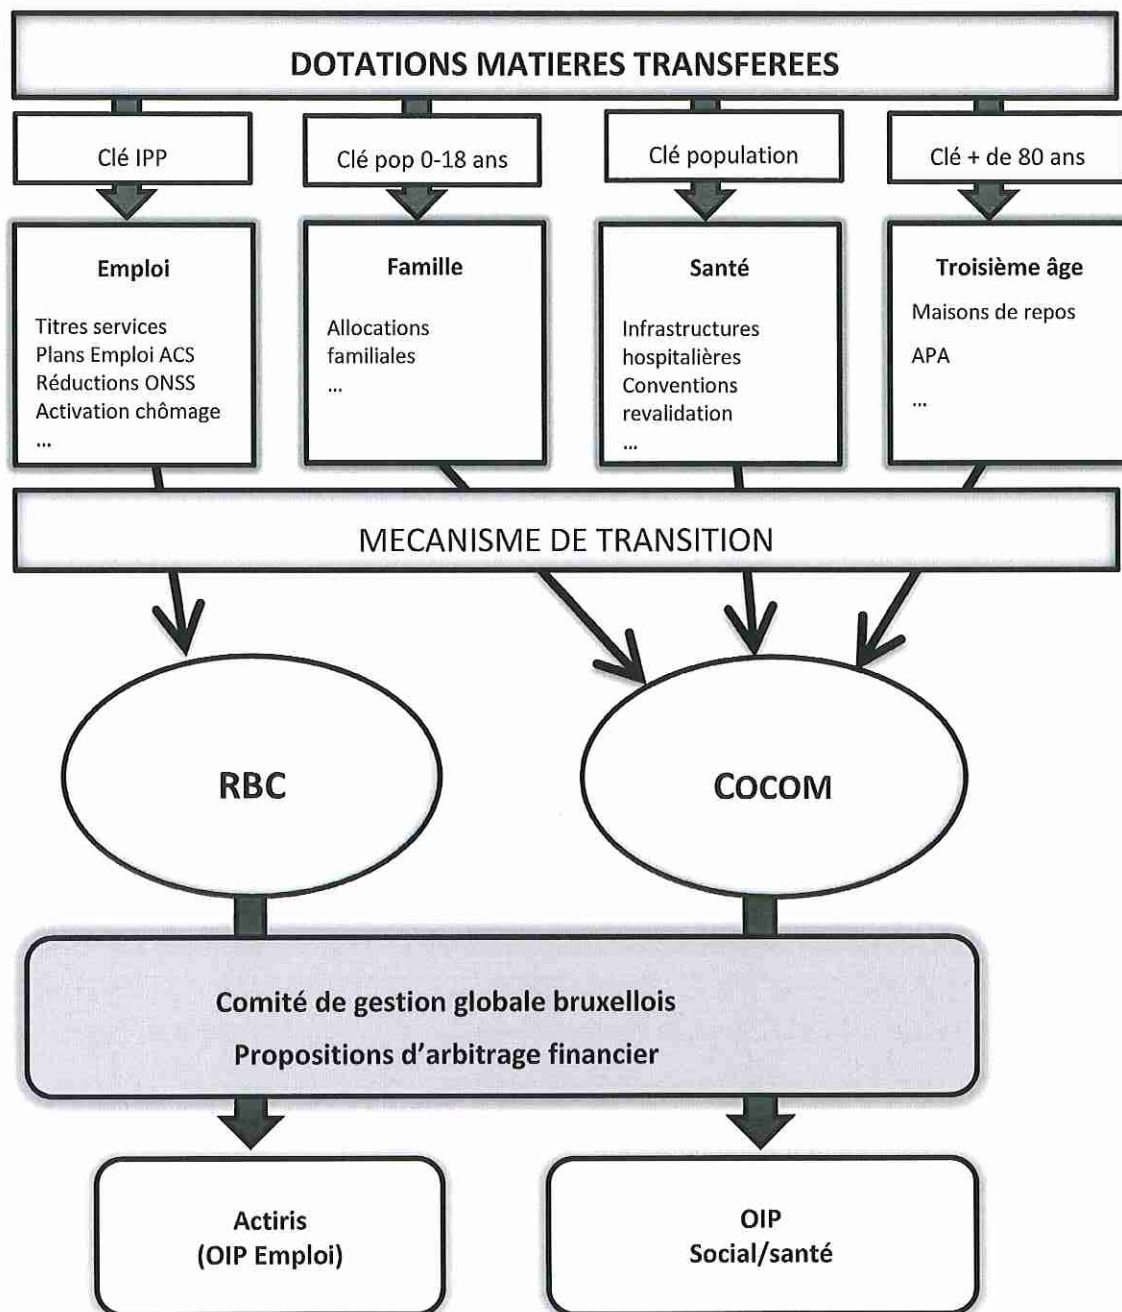 DOTATIONS MATIERES TRANSFEREES
Clé IPP
Clé pop 0-18 ans
Clé population
Clé + de 80 ans
Emploi
Titres services
Plans Emploi ACS
Réductions ONSS
Activation chômage
...
Famille
Allocations
familiales
...
Santé
Infrastructures
hospitalières
Conventions
revalidation
...
Troisième âge
Maisons de repos
APA
...
MECANISME DE TRANSITION
RBC
COCOM
Comité de gestion globale bruxellois
Propositions d'arbitrage financier
Actiris
(OIP Emploi)
OIP
Social/santé